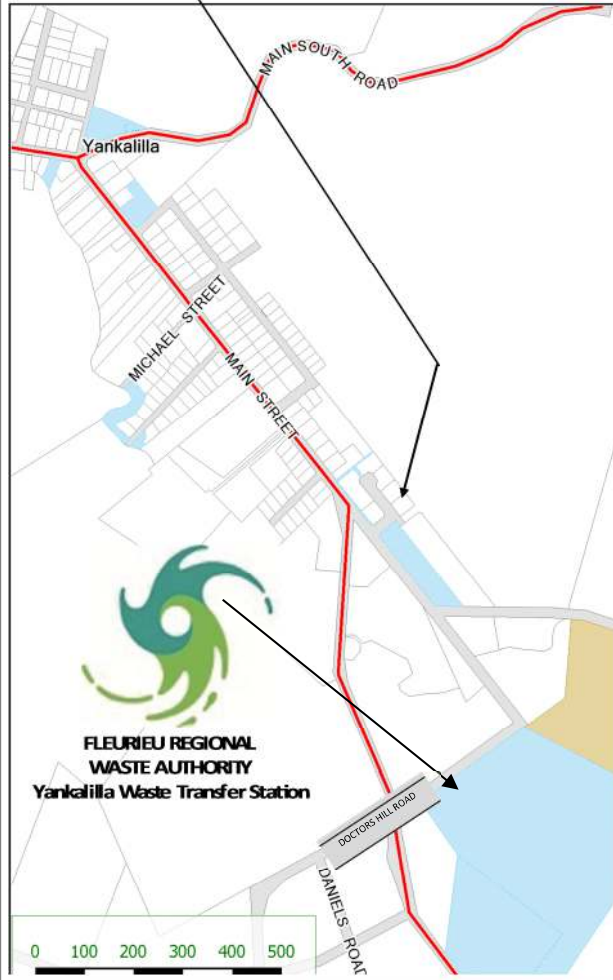 MAIN SOUTH ROAD
Yankalilla
MICHAEL STREET
MAIN STREET
FLEURIEU REGIONAL
WASTE AUTHORITY
Yankalilla Waste Transfer Station
DOCTORS HILL ROAD
DANIELS ROAD
0 100 200 300 400 500